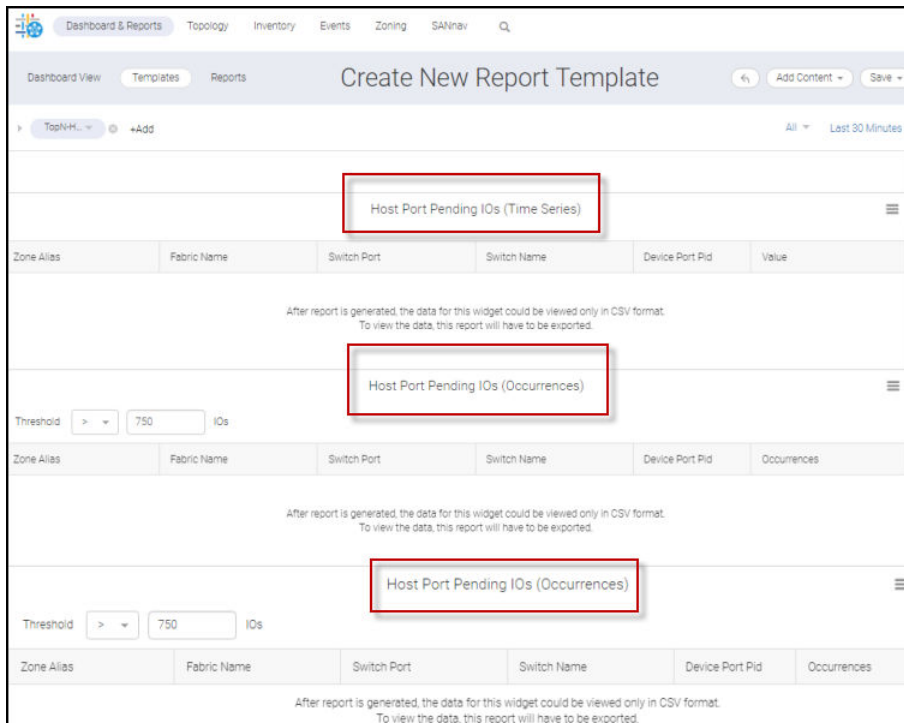 Dashboard & Reports Topology Inventory Events Zoning SANnav
Dashboard View Templates Reports Create New Report Template Add Content Save
TopN-H... +Add All Last 30 Minutes
Host Port Pending IOs (Time Series)
Zone Alias Fabric Name Switch Port Switch Name Device Port Pid Value
After report is generated, the data for this widget could be viewed only in CSV format.
To view the data, this report will have to be exported.
Host Port Pending IOs (Occurrences)
Threshold > 750 IOs
Zone Alias Fabric Name Switch Port Switch Name Device Port Pid Occurrences
After report is generated, the data for this widget could be viewed only in CSV format.
To view the data, this report will have to be exported.
Host Port Pending IOs (Occurrences)
Threshold > 750 IOs
Zone Alias Fabric Name Switch Port Switch Name Device Port Pid Occurrences
After report is generated, the data for this widget could be viewed only in CSV format.
To view the data, this report will have to be exported.